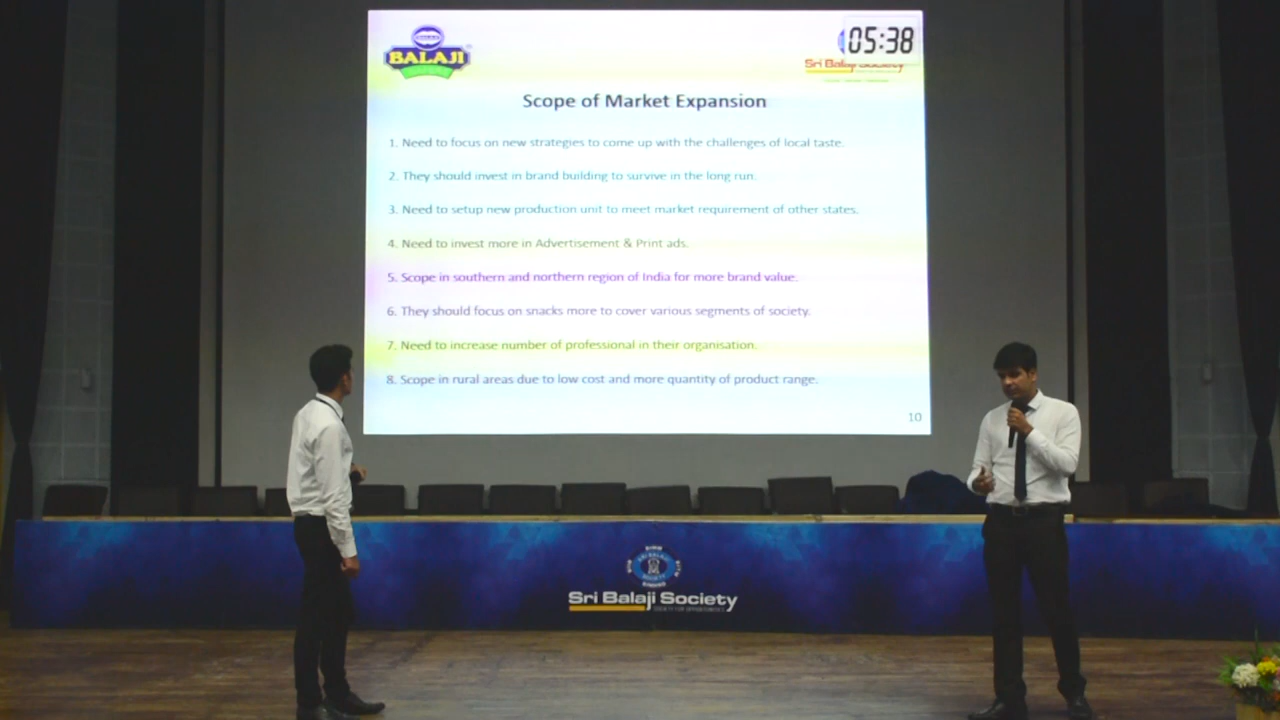 BALAJI
05:38
Sri Balaji Society
Scope of Market Expansion
1. Need to focus on new strategies to come up with the challenges of local taste.
2. They should invest in brand building to survive in the long run.
3. Need to setup new production unit to meet market requirement of other states.
4. Need to invest more in Advertisement & Print ads.
5. Scope in southern and northern region of India for more brand value.
6. They should focus on snacks more to cover various segments of society.
7. Need to increase number of professional in their organisation.
8. Scope in rural areas due to low cost and more quantity of product range.
10
SRI BALAJI
SOCIETY
Sri Balaji Society